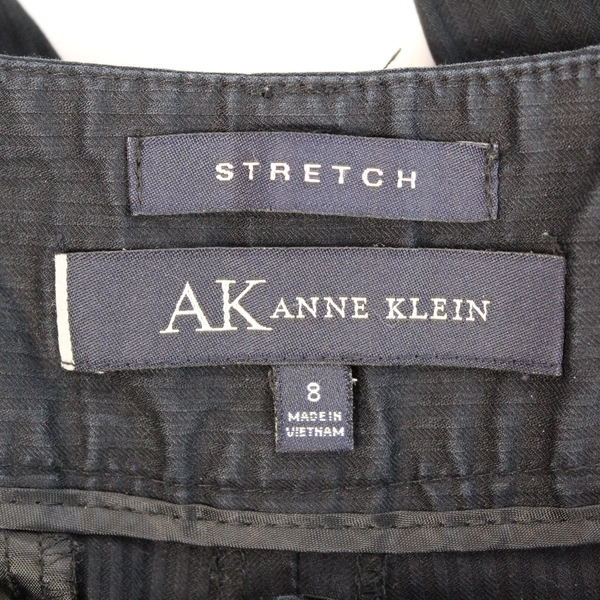 STRETCH
AK ANNE KLEIN
8
MADE IN
VIETNAM